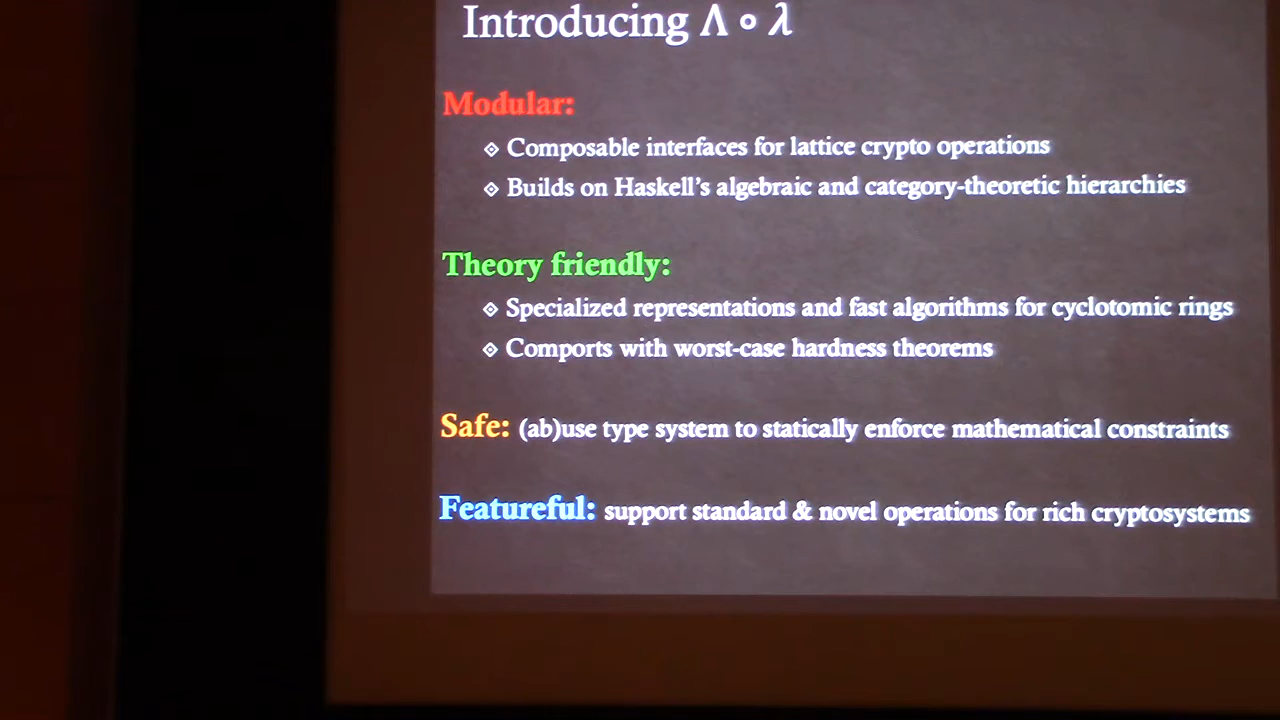 Introducing Λ ∘ λ
Modular:
◈ Composable interfaces for lattice crypto operations
◈ Builds on Haskell's algebraic and category-theoretic hierarchies
Theory friendly:
◈ Specialized representations and fast algorithms for cyclotomic rings
◈ Comports with worst-case hardness theorems
Safe: (ab)use type system to statically enforce mathematical constraints
Featureful: support standard & novel operations for rich cryptosystems